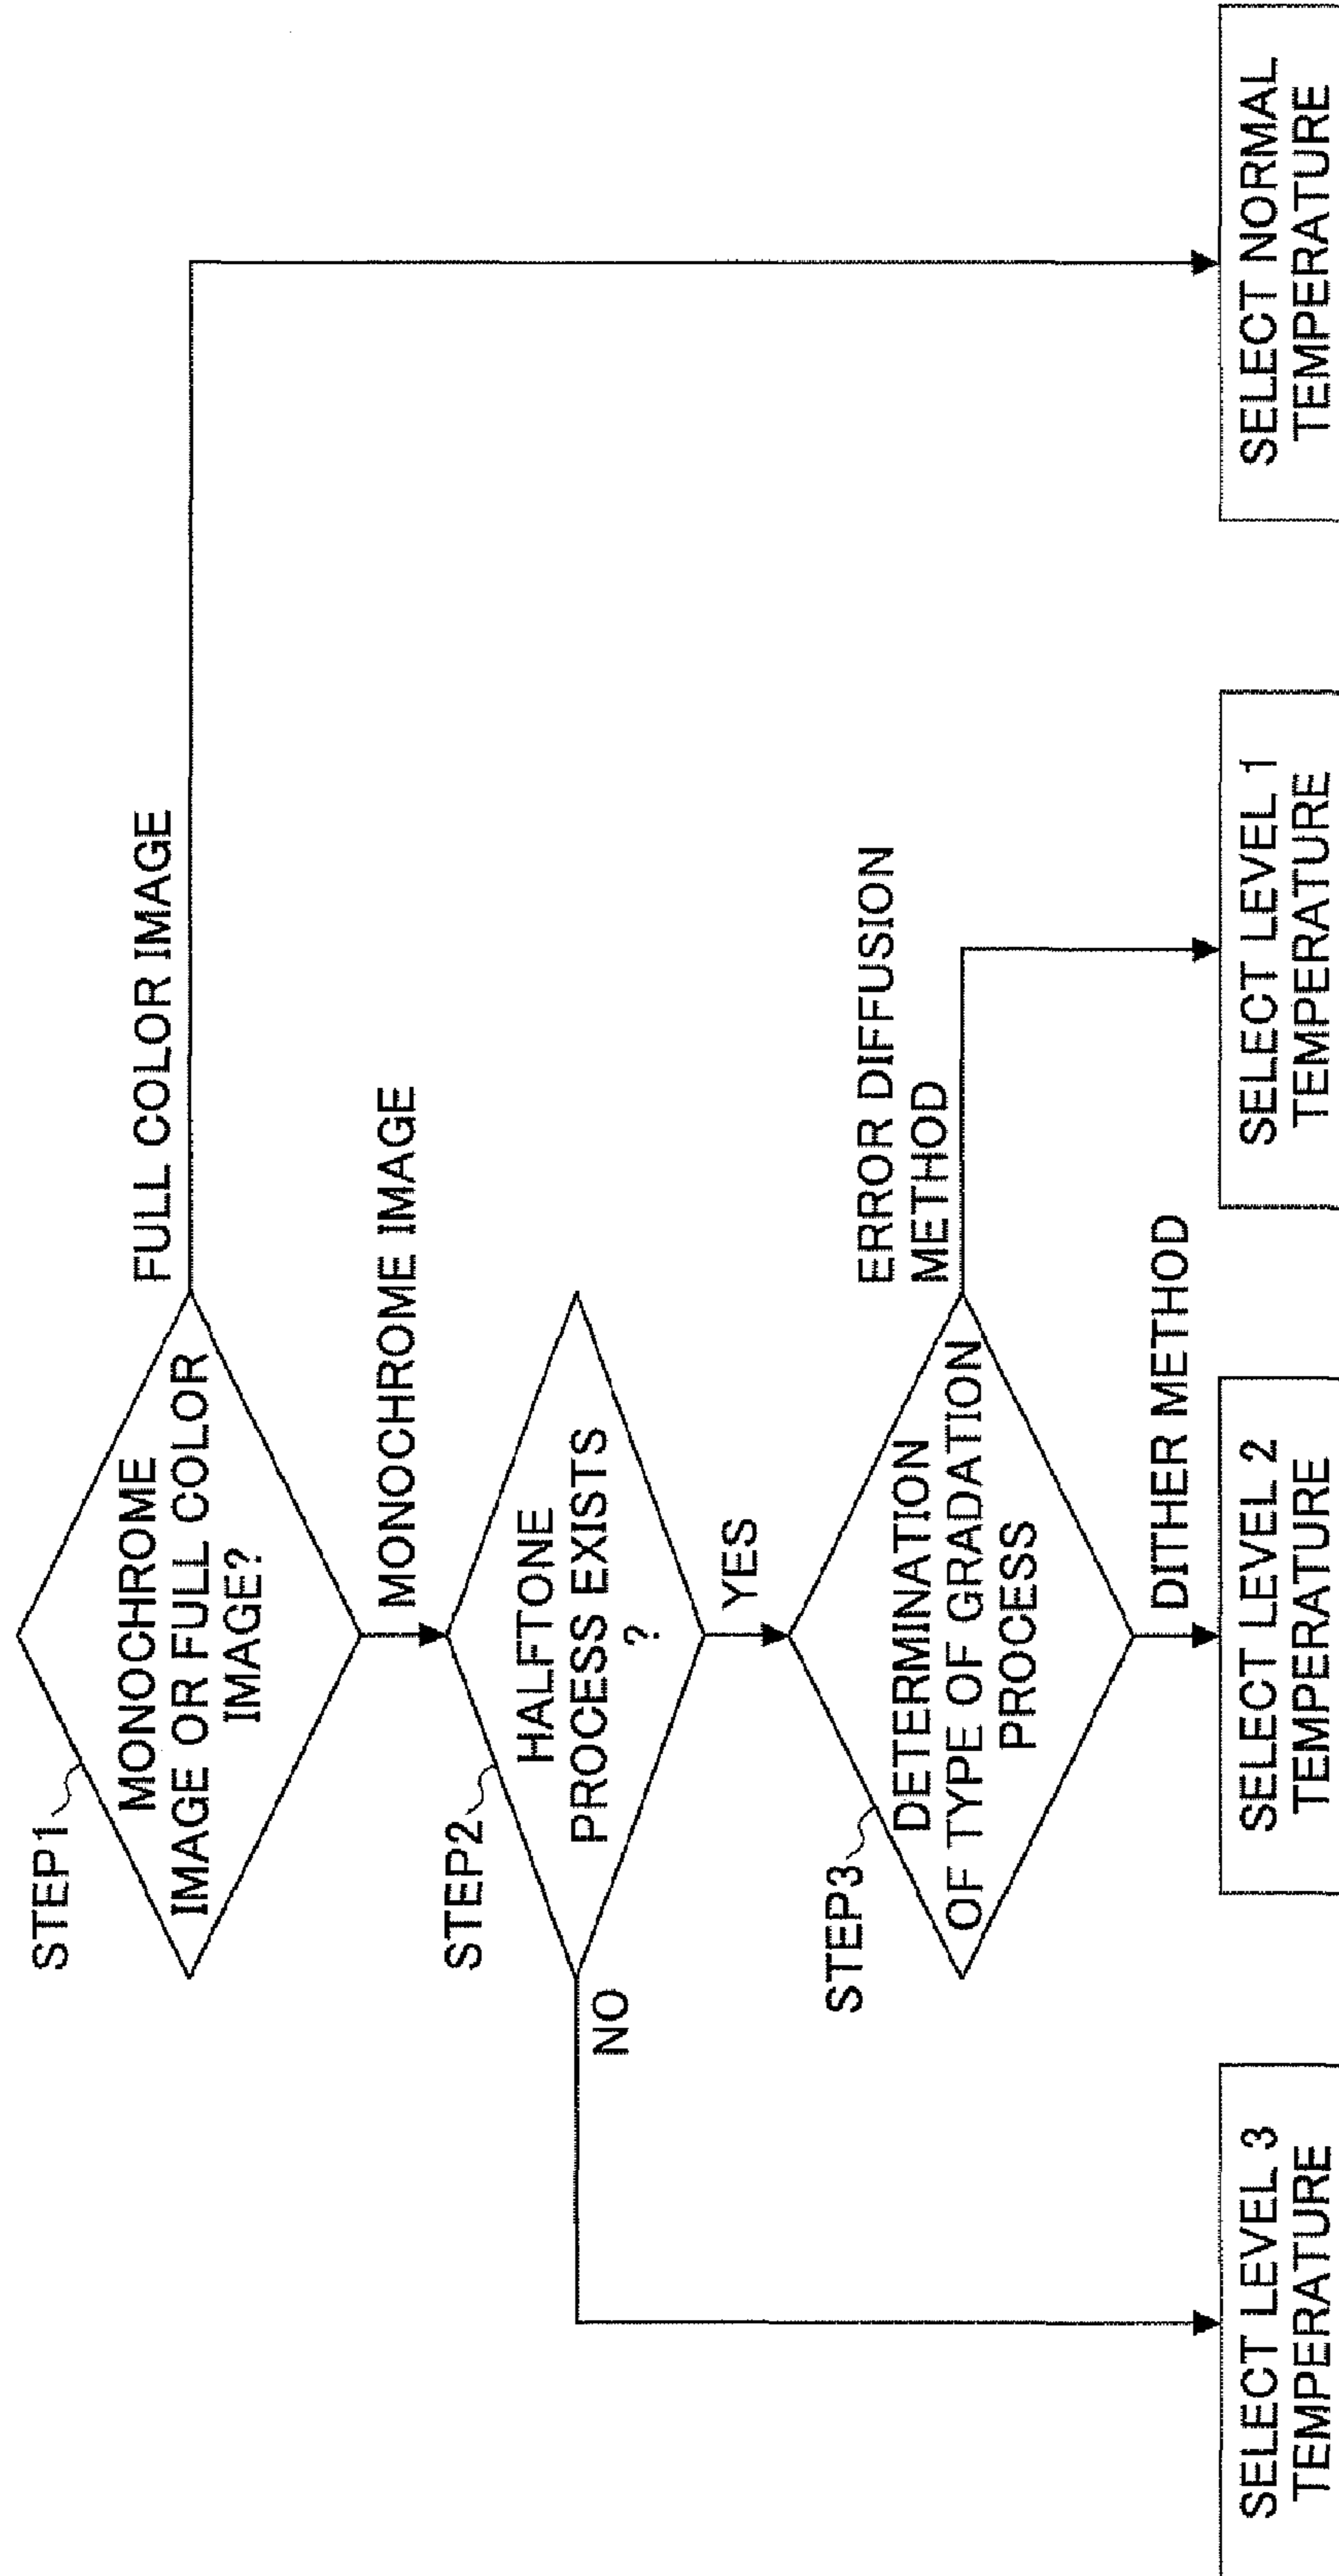 STEP1
MONOCHROME
IMAGE OR FULL COLOR
IMAGE?
FULL COLOR IMAGE
MONOCHROME IMAGE
STEP2
HALFTONE
PROCESS EXISTS
?
NO
YES
STEP3
DETERMINATION
OF TYPE OF GRADATION
PROCESS
ERROR DIFFUSION
METHOD
DITHER METHOD
SELECT LEVEL 3
TEMPERATURE
SELECT LEVEL 2
TEMPERATURE
SELECT LEVEL 1
TEMPERATURE
SELECT NORMAL
TEMPERATURE